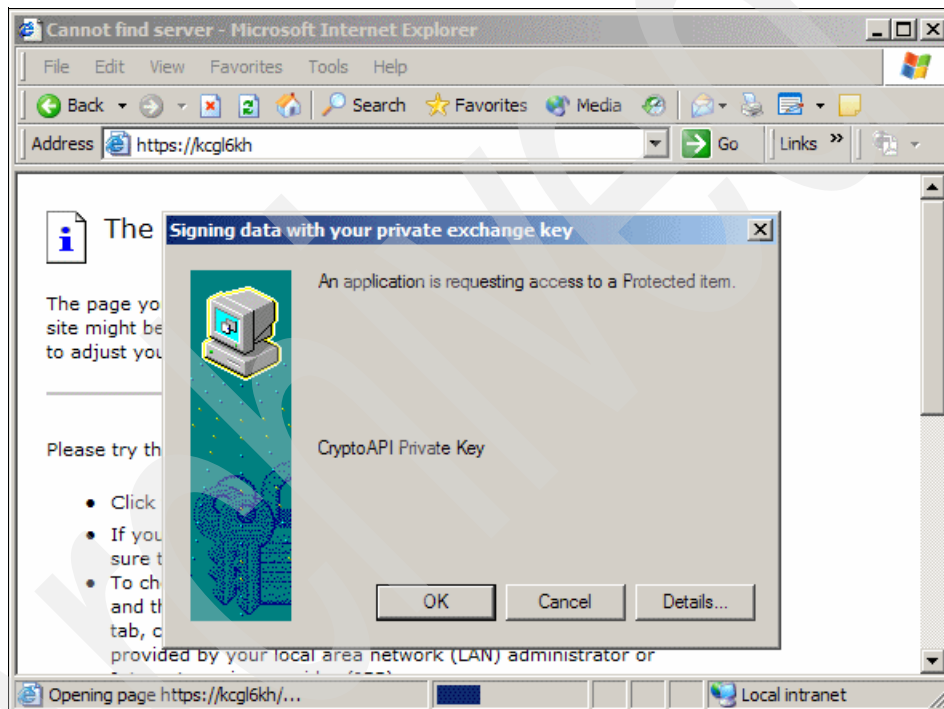 Cannot find server - Microsoft Internet Explorer
File Edit View Favorites Tools Help
Back Search Favorites Media
Address https://kcgl6kh Go Links »
The
Signing data with your private exchange key
An application is requesting access to a Protected item.
The page yo
site might be
to adjust you
CryptoAPI Private Key
Please try th
Click
If you
sure t
To ch
and th
tab, c
OK Cancel Details...
provided by your local area network (LAN) administrator or
Opening page https://kcgl6kh/... Local intranet